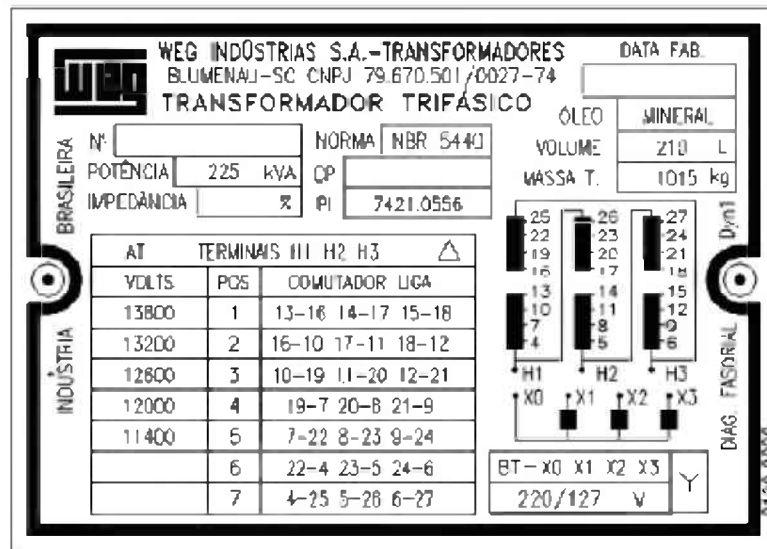 WEG INDÚSTRIAS S.A.-TRANSFORMADORES
BLUMENAU-SC CNPJ 79.670.501/0027-74
TRANSFORMADOR TRIFÁSICO
DATA FAB.
weg
INDÚSTRIA BRASILEIRA
Nº
NORMA NBR 5440
POTÊNCIA 225 kVA
OP
IMPEDÂNCIA %
PI 7421.0556
ÓLEO MINERAL
VOLUME 210 L
MASSA T. 1015 kg
AT TERMINAIS H1 H2 H3 △
VOLTS POS COMUTADOR LIGA
13800 1 13-16 14-17 15-18
13200 2 16-10 17-11 18-12
12600 3 10-19 11-20 12-21
12000 4 19-7 20-8 21-9
11400 5 7-22 8-23 9-24
6 22-4 23-5 24-6
7 4-25 5-26 6-27
25 26 27
22 23 24
19 20 21
16 17 18
13 14 15
10 11 12
7 8 9
4 5 6
H1 H2 H3
X0 X1 X2 X3
BT-X0 X1 X2 X3 Y
220/127 V
DIAG. FASORIAL Dyn1